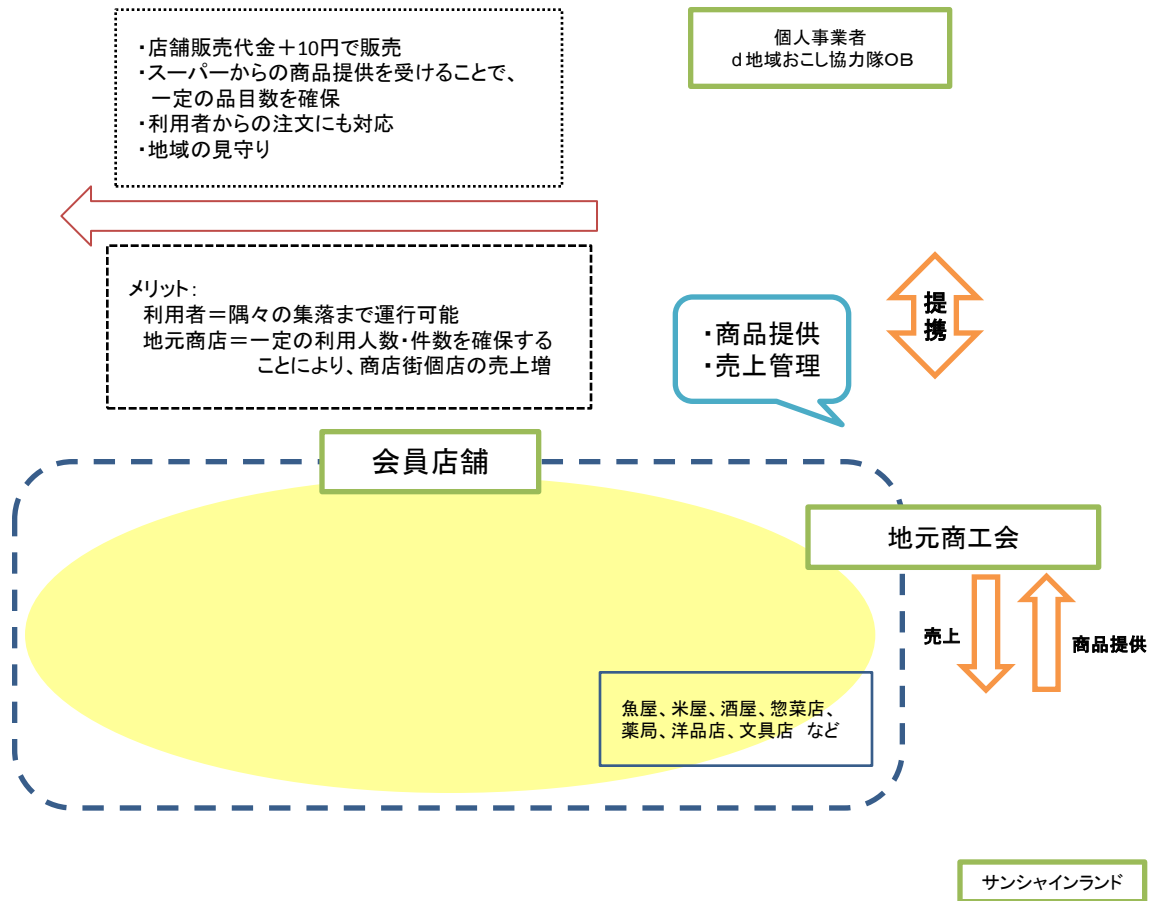 ・店舗販売代金＋10円で販売
・スーパーからの商品提供を受けることで、
一定の品目数を確保
・利用者からの注文にも対応
・地域の見守り
個人事業者
d地域おこし協力隊OB
メリット：
利用者＝隅々の集落まで運行可能
地元商店＝一定の利用人数・件数を確保する
ことにより、商店街個店の売上増
・商品提供
・売上管理
提
携
会員店舗
地元商工会
売上
商品提供
魚屋、米屋、酒屋、惣菜店、
薬局、洋品店、文具店　など
サンシャインランド